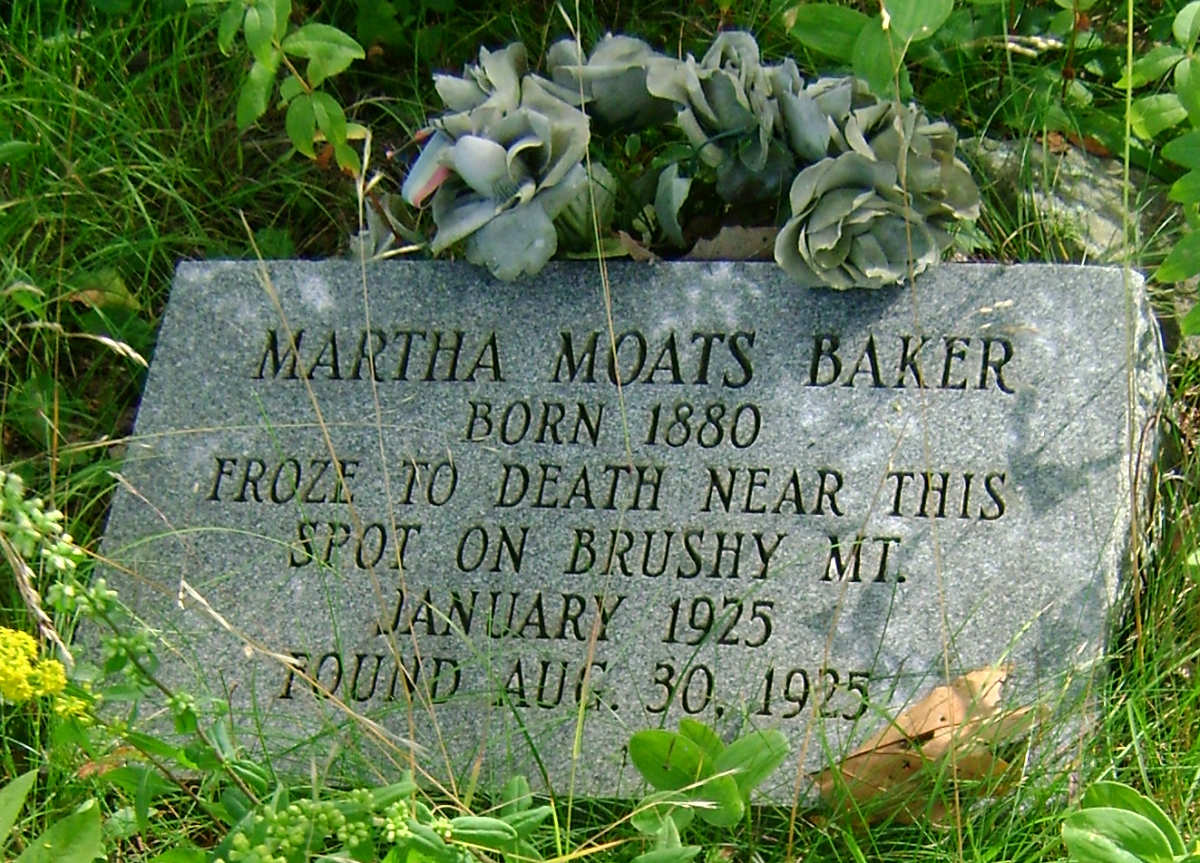 MARTHA MOATS BAKER
BORN 1880
FROZE TO DEATH NEAR THIS
SPOT ON BRUSHY MT.
JANUARY 1925
FOUND AUG. 30, 1925